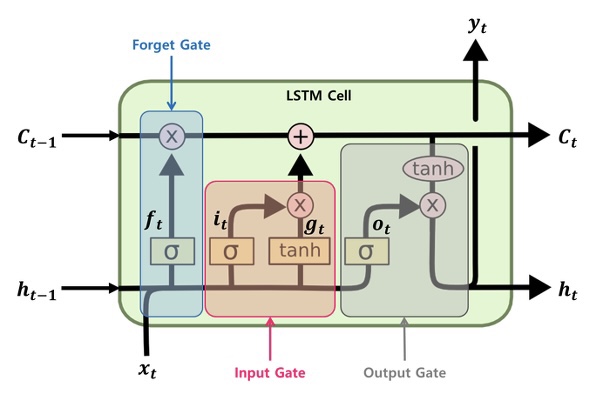 y_t
Forget Gate
LSTM Cell
C_{t-1}
x
+
C_t
tanh
f_t
i_t
x
g_t
o_t
x
σ
σ
tanh
σ
h_{t-1}
h_t
x_t
Input Gate
Output Gate